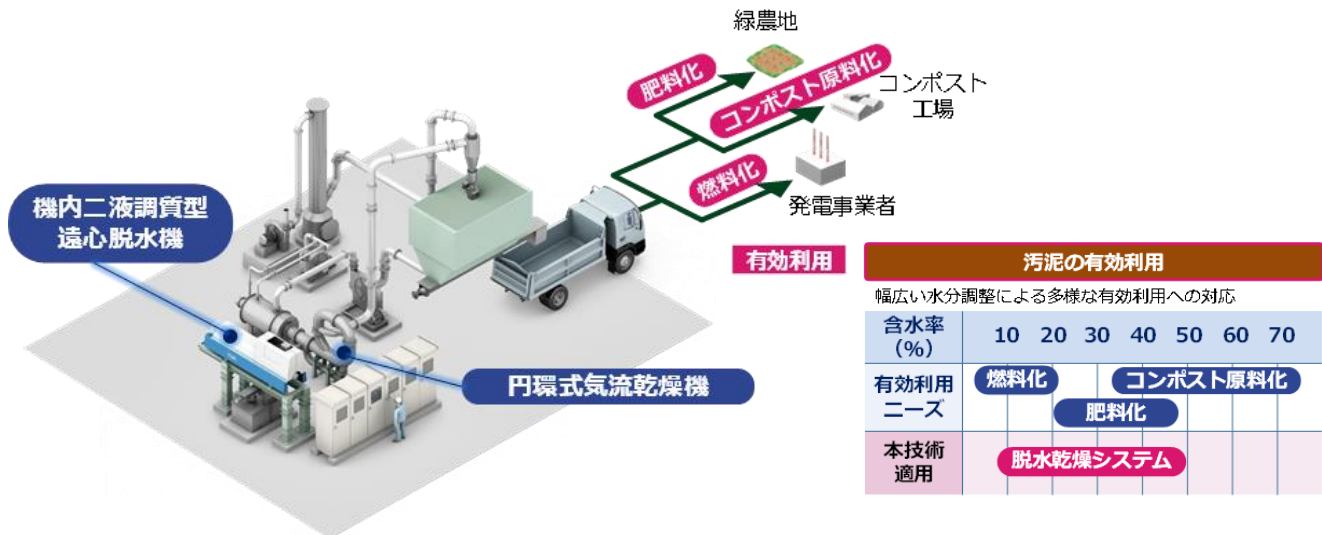 緑農地
肥料化
コンポスト原料化
コンポスト
工場
燃料化
発電事業者
機内二液調質型
遠心脱水機
円環式気流乾燥機
有効利用
汚泥の有効利用
幅広い水分調整による多様な有効利用への対応
含水率
(%)
10 20 30 40 50 60 70
有効利用
ニーズ
燃料化
コンポスト原料化
肥料化
本技術
適用
脱水乾燥システム